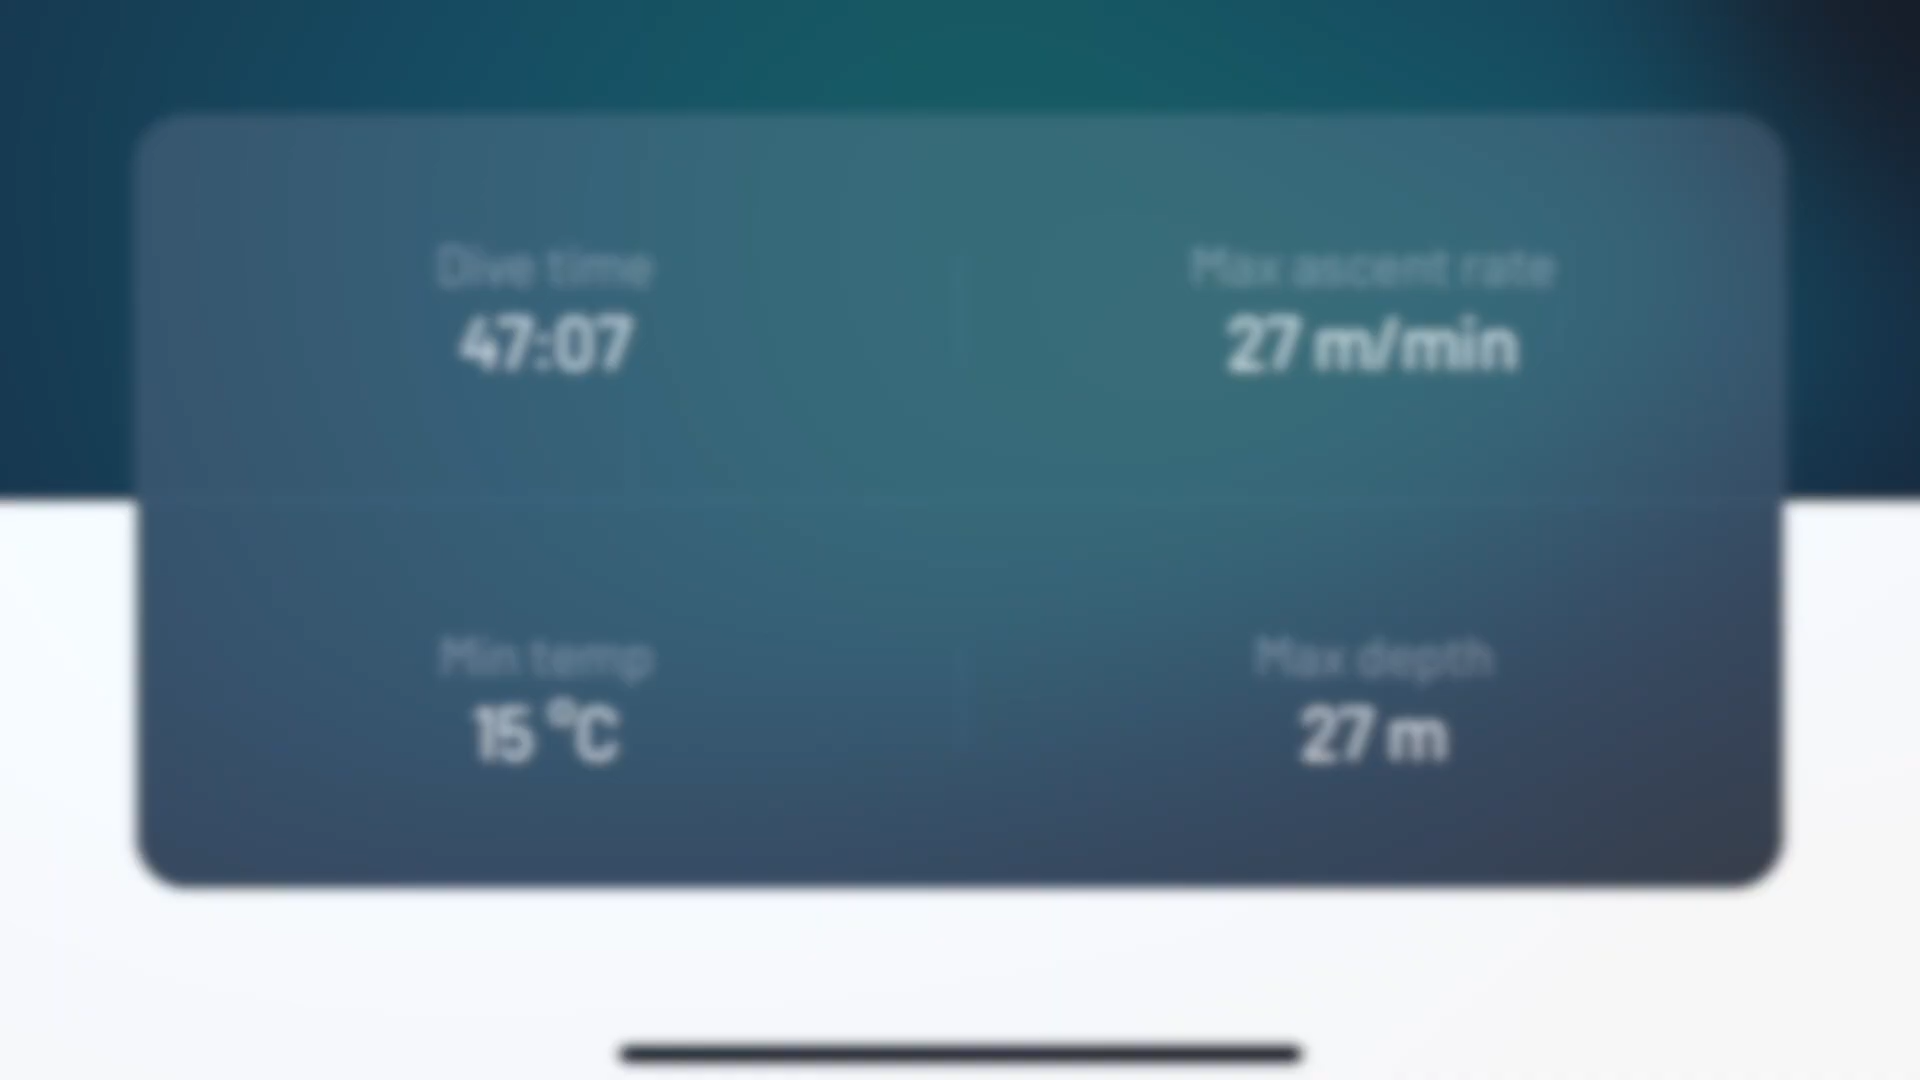 Dive time
47:07
Max ascent rate
27 m/min
Min temp
15 °C
Max depth
27 m